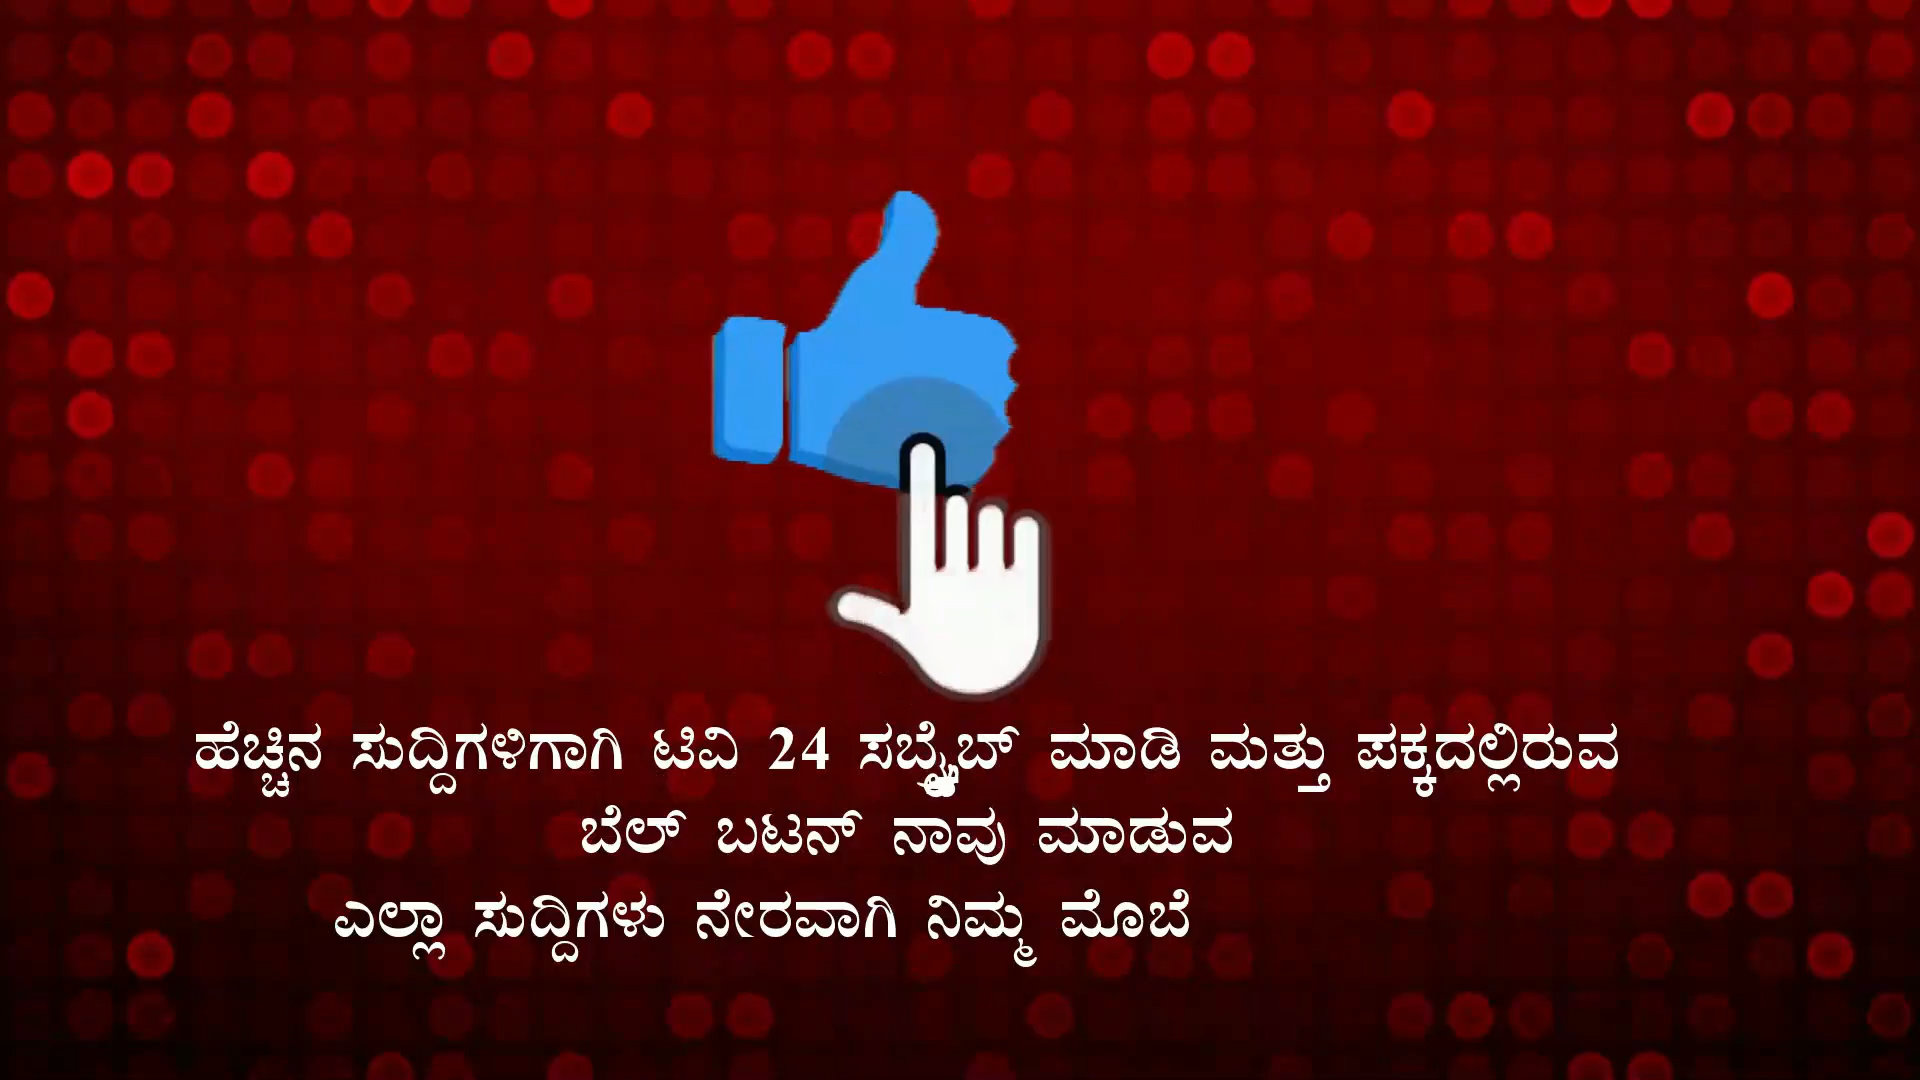 ಹೆಚ್ಚಿನ ಸುದ್ದಿಗಳಿಗಾಗಿ ಟಿವಿ 24 ಸಬ್ಸ್ಕ್ರೈಬ್ ಮಾಡಿ ಮತ್ತು ಪಕ್ಕದಲ್ಲಿರುವ
ಬೆಲ್ ಬಟನ್ ನಾವು ಮಾಡುವ
ಎಲ್ಲಾ ಸುದ್ದಿಗಳು ನೇರವಾಗಿ ನಿಮ್ಮ ಮೊಬೆ